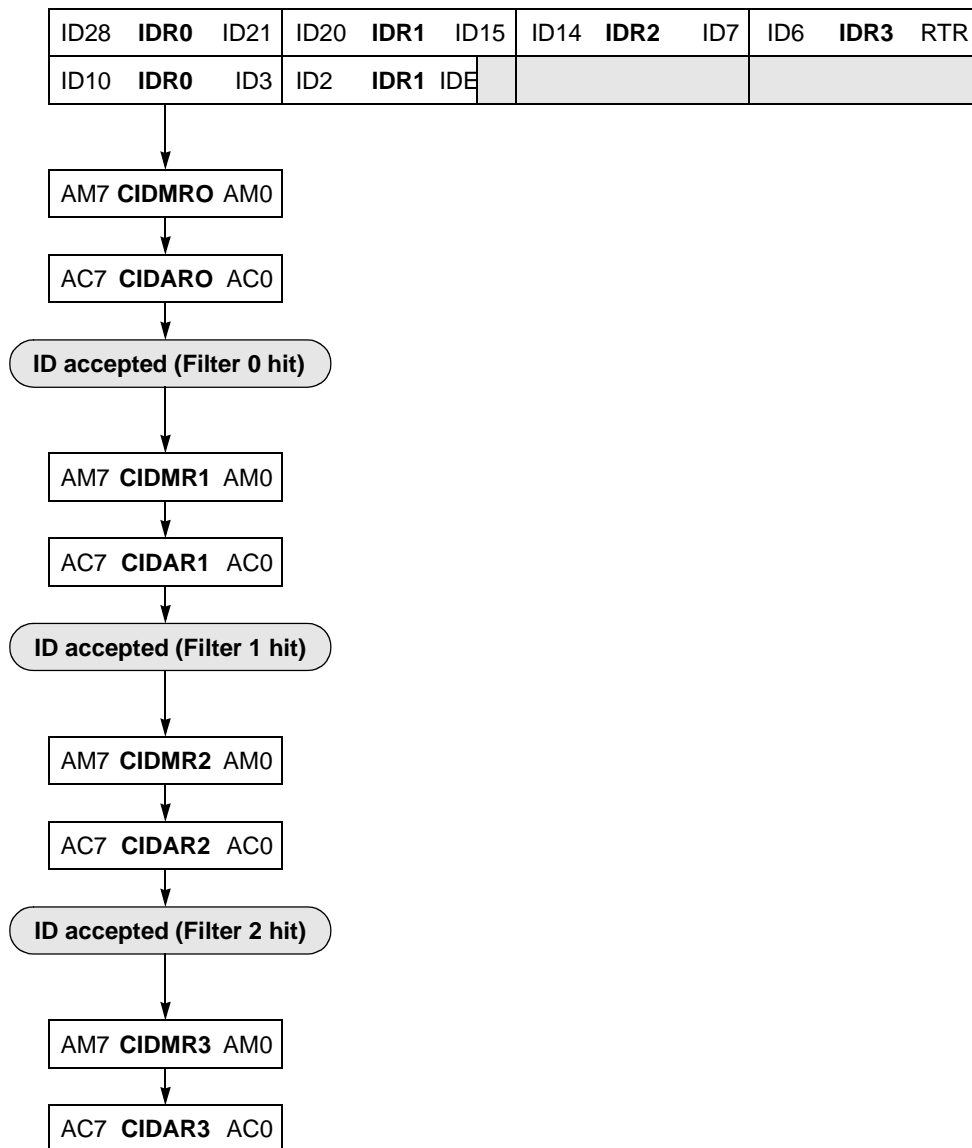 ID28 IDR0 ID21 ID20 IDR1 ID15 ID14 IDR2 ID7 ID6 IDR3 RTR
ID10 IDR0 ID3 ID2 IDR1 IDE
AM7 CIDMRO AM0
AC7 CIDARO AC0
ID accepted (Filter 0 hit)
AM7 CIDMR1 AM0
AC7 CIDAR1 AC0
ID accepted (Filter 1 hit)
AM7 CIDMR2 AM0
AC7 CIDAR2 AC0
ID accepted (Filter 2 hit)
AM7 CIDMR3 AM0
AC7 CIDAR3 AC0